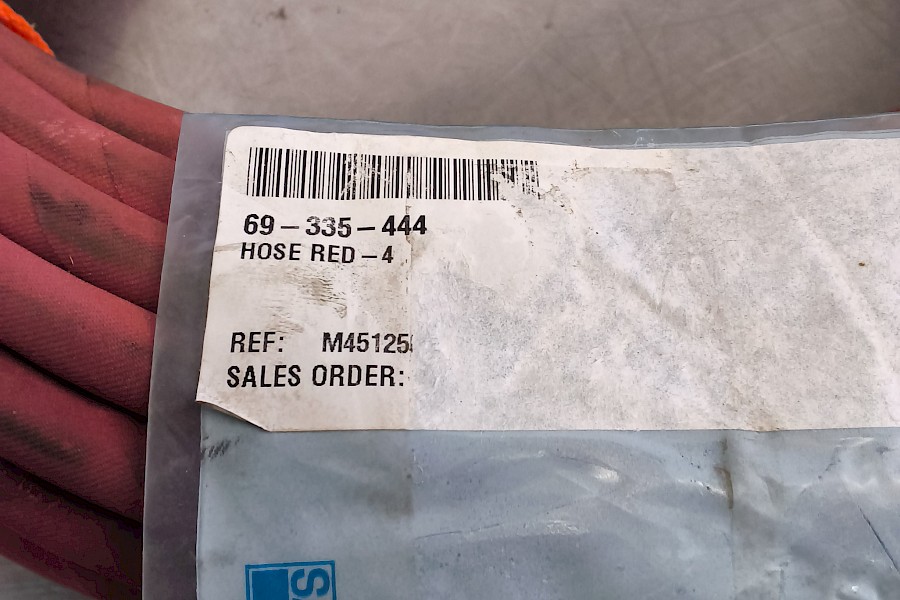 69-335-444
HOSE RED-4
REF:
SALES ORDER: